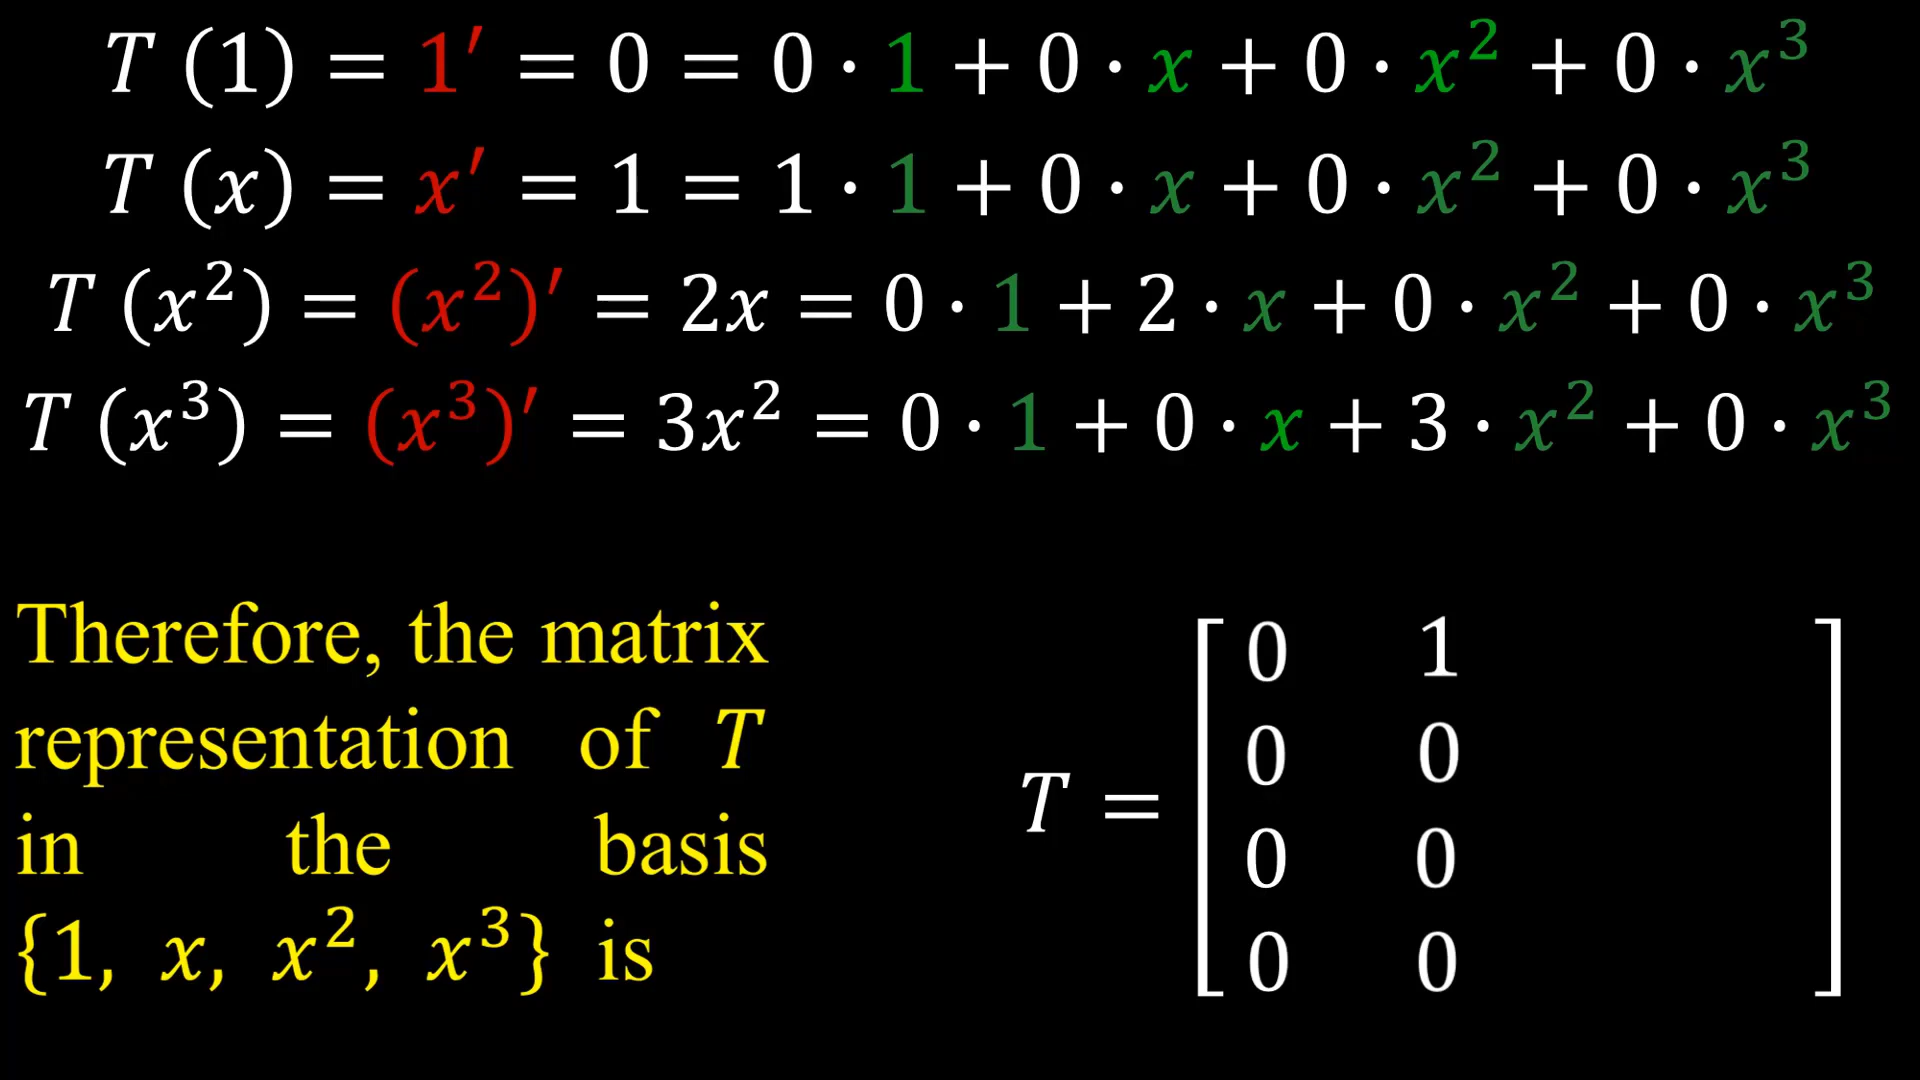 T (1) = 1′ = 0 = 0 · 1 + 0 · x + 0 · x² + 0 · x³
T (x) = x′ = 1 = 1 · 1 + 0 · x + 0 · x² + 0 · x³
T (x²) = (x²)′ = 2x = 0 · 1 + 2 · x + 0 · x² + 0 · x³
T (x³) = (x³)′ = 3x² = 0 · 1 + 0 · x + 3 · x² + 0 · x³
Therefore, the matrix
representation of T
in the basis
{1, x, x², x³} is
T =
0 1
0 0
0 0
0 0